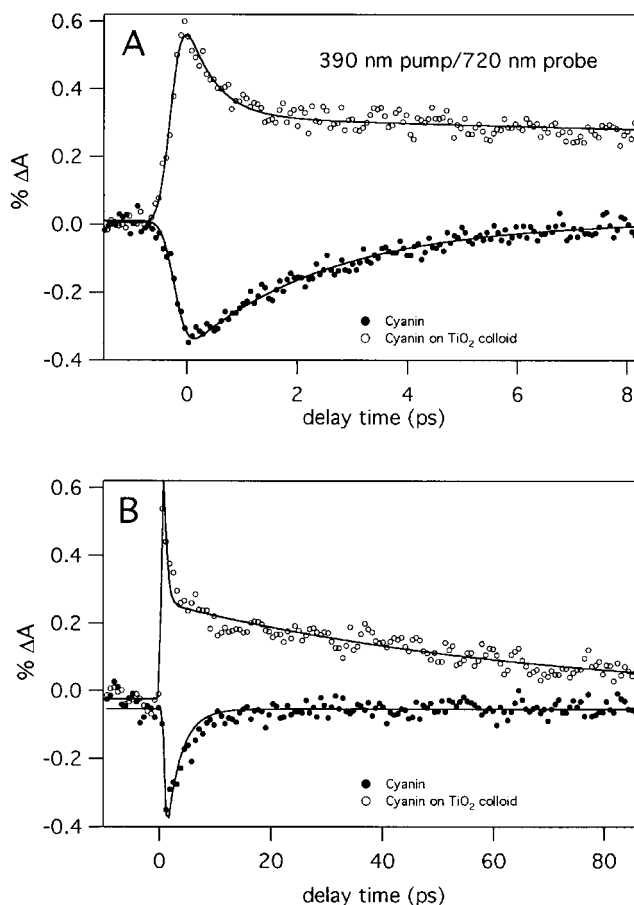 A
390 nm pump/720 nm probe
0.6
0.4
0.2
0.0
-0.2
-0.4
% ΔA
● Cyanin
○ Cyanin on TiO₂ colloid
0 2 4 6 8
delay time (ps)
B
0.6
0.4
0.2
0.0
-0.2
-0.4
% ΔA
● Cyanin
○ Cyanin on TiO₂ colloid
0 20 40 60 80
delay time (ps)